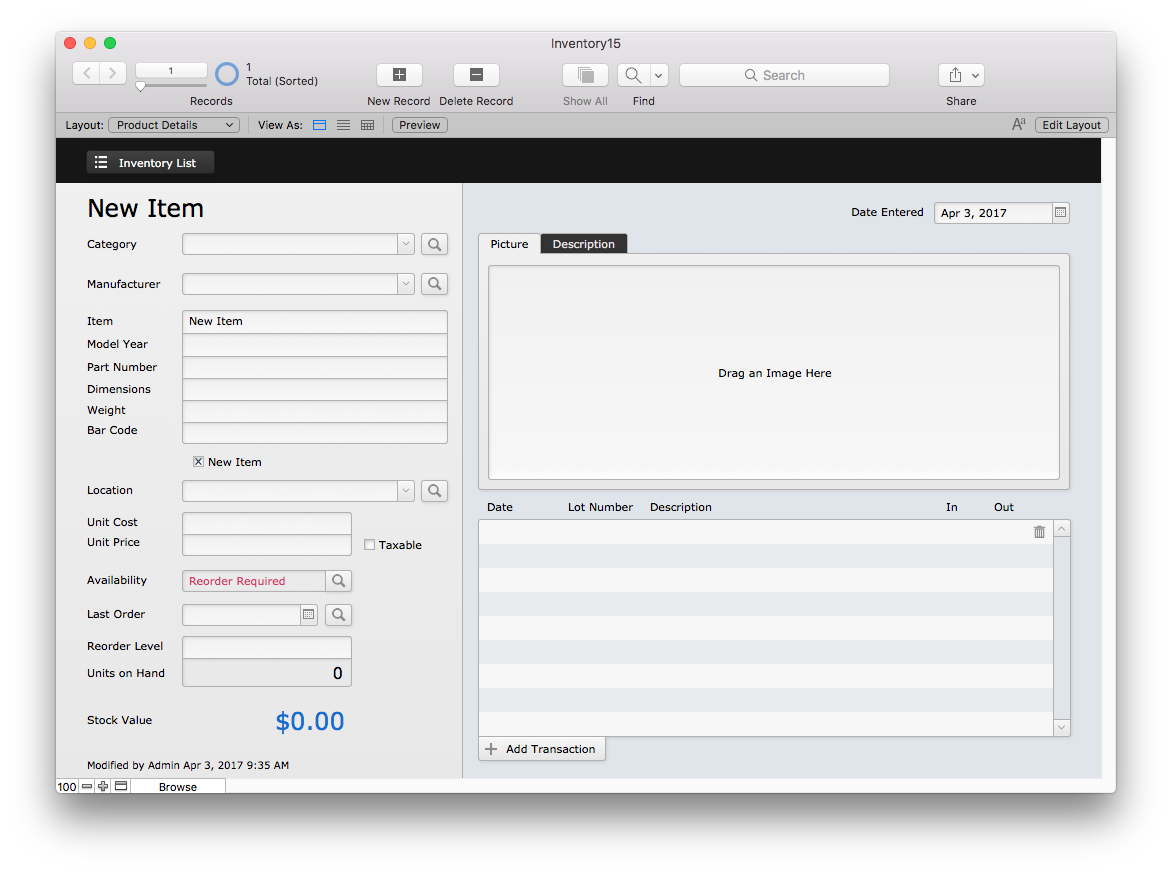 Inventory15
1
1
Total (Sorted)
Records
New Record
Delete Record
Show All
Find
Search
Share
Layout: Product Details
View As:
Preview
Aa
Edit Layout
Inventory List
New Item
Date Entered Apr 3, 2017
Category
Manufacturer
Item New Item
Model Year
Part Number
Dimensions
Weight
Bar Code
New Item
Location
Unit Cost
Unit Price
Taxable
Availability Reorder Required
Last Order
Reorder Level
Units on Hand 0
Stock Value $0.00
Modified by Admin Apr 3, 2017 9:35 AM
Picture Description
Drag an Image Here
Date Lot Number Description In Out
Add Transaction
100 Browse